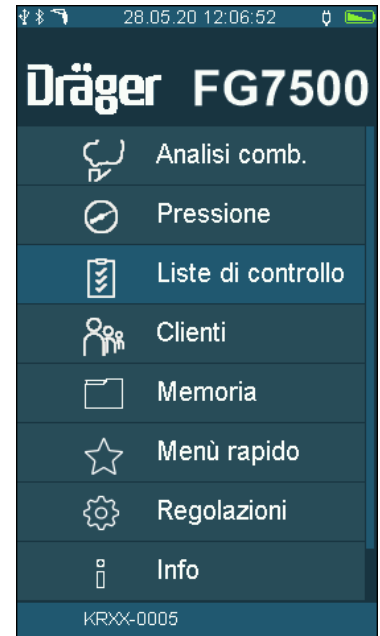 28.05.20 12:06:52
Dräger FG7500
Analisi comb.
Pressione
Liste di controllo
Clienti
Memoria
Menù rapido
Regolazioni
Info
KRXX-0005